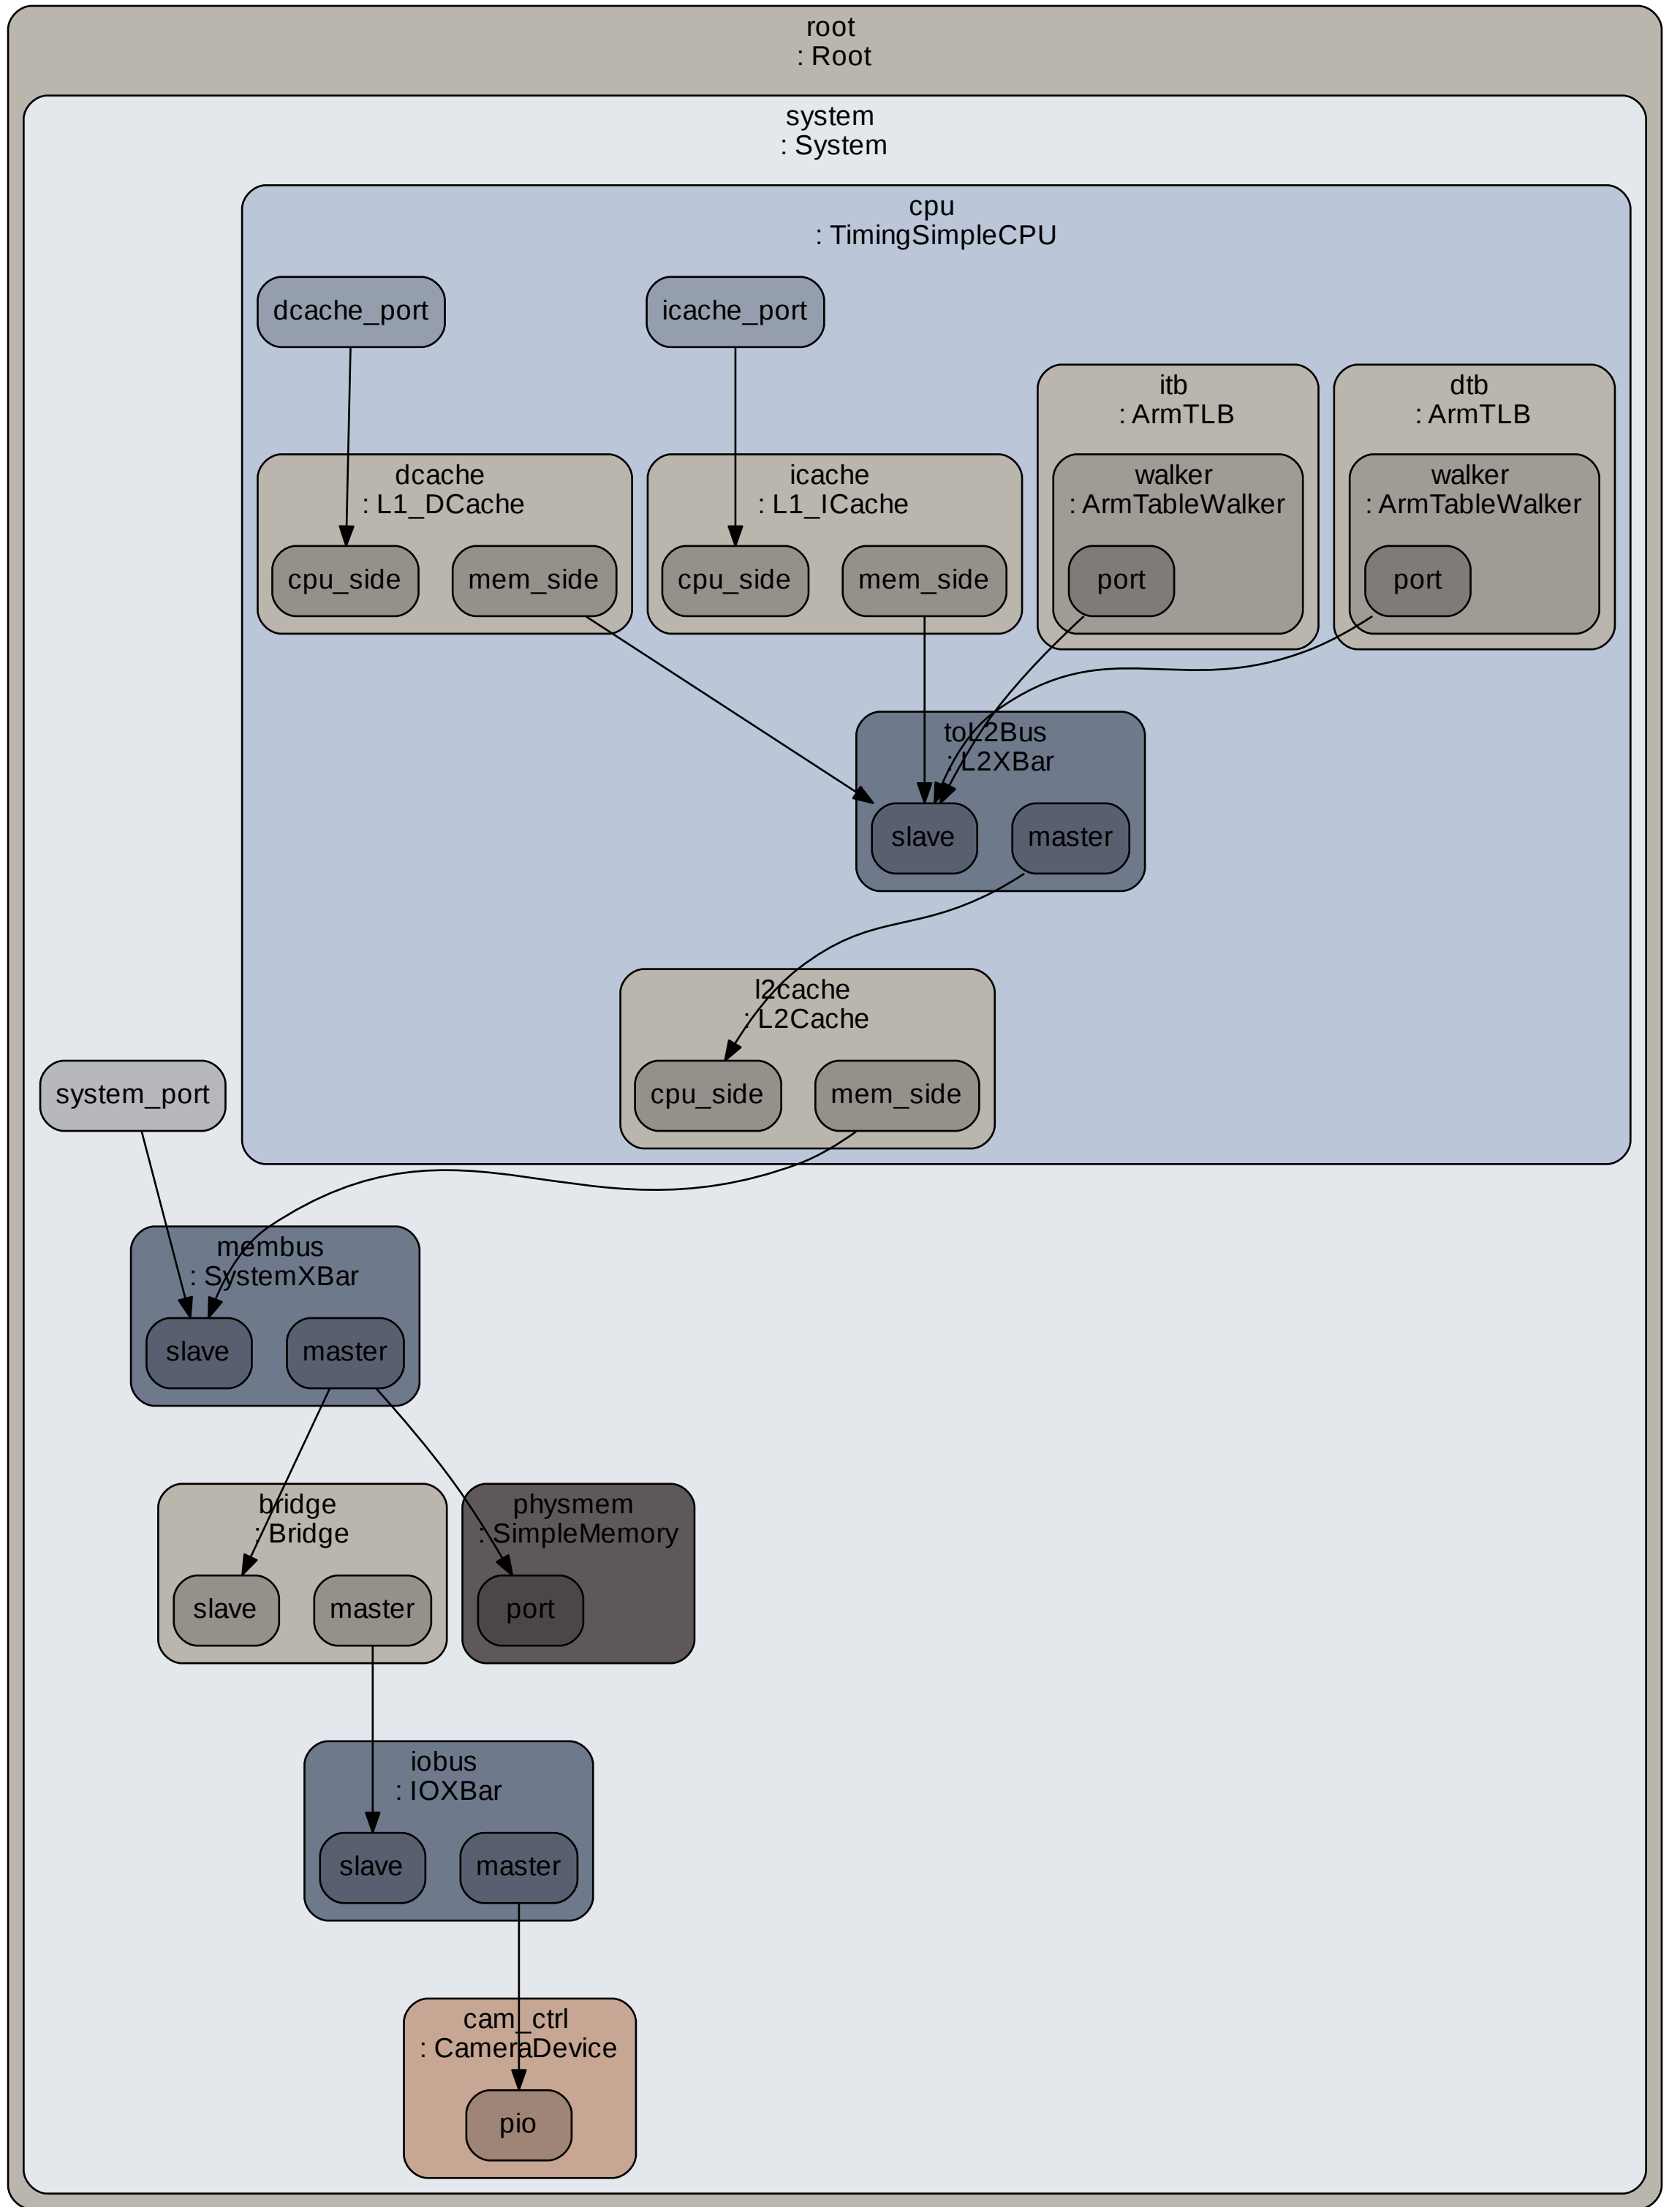 root
: Root
system
: System
cpu
: TimingSimpleCPU
dcache_port
icache_port
itb
: ArmTLB
dtb
: ArmTLB
dcache
: L1_DCache
icache
: L1_ICache
walker
: ArmTableWalker
walker
: ArmTableWalker
cpu_side
mem_side
cpu_side
mem_side
port
port
toL2Bus
: L2XBar
slave
master
l2cache
: L2Cache
system_port
cpu_side
mem_side
membus
: SystemXBar
slave
master
bridge
: Bridge
physmem
: SimpleMemory
slave
master
port
iobus
: IOXBar
slave
master
cam_ctrl
: CameraDevice
pio